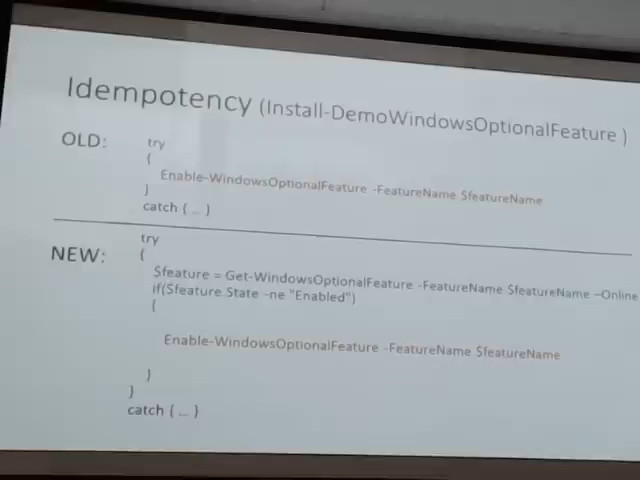 Idempotency (Install-DemoWindowsOptionalFeature )
OLD:
try
{
Enable-WindowsOptionalFeature -FeatureName $featureName
}
catch { ... }
NEW:
try
{
$feature = Get-WindowsOptionalFeature -FeatureName $featureName –Online
if($feature.State -ne "Enabled")
{
Enable-WindowsOptionalFeature -FeatureName $featureName
}
}
catch { ... }